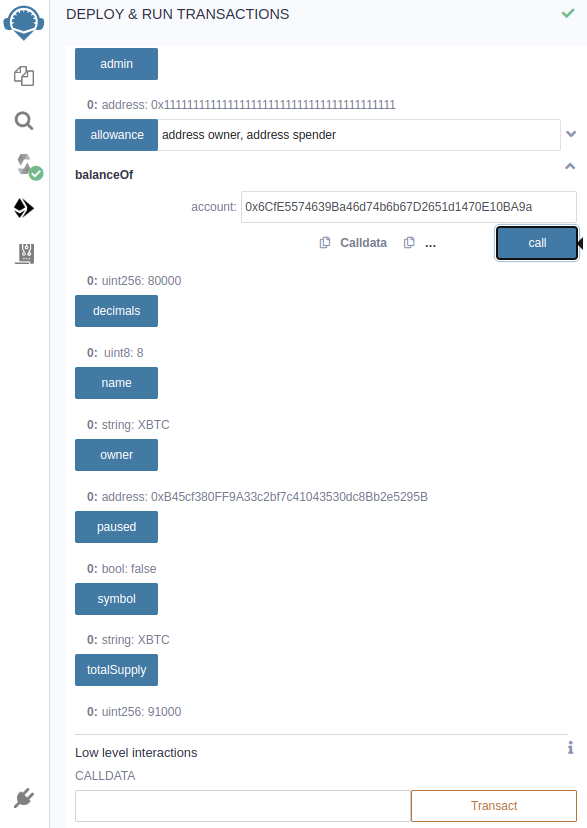 DEPLOY & RUN TRANSACTIONS
admin
0: address: 0x1111111111111111111111111111111111111111
allowance address owner, address spender
balanceOf
account: 0x6CfE5574639Ba46d74b6b67D2651d1470E10BA9a
Calldata ... call
0: uint256: 80000
decimals
0: uint8: 8
name
0: string: XBTC
owner
0: address: 0xB45cf380FF9A33c2bf7c41043530dc8Bb2e5295B
paused
0: bool: false
symbol
0: string: XBTC
totalSupply
0: uint256: 91000
Low level interactions i
CALLDATA
Transact